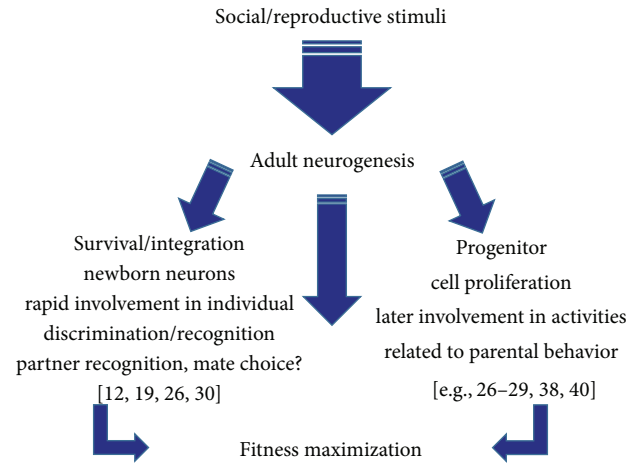 Social/reproductive stimuli
Adult neurogenesis
Survival/integration
newborn neurons
rapid involvement in individual
discrimination/recognition
partner recognition, mate choice?
[12, 19, 26, 30]
Progenitor
cell proliferation
later involvement in activities
related to parental behavior
[e.g., 26–29, 38, 40]
Fitness maximization